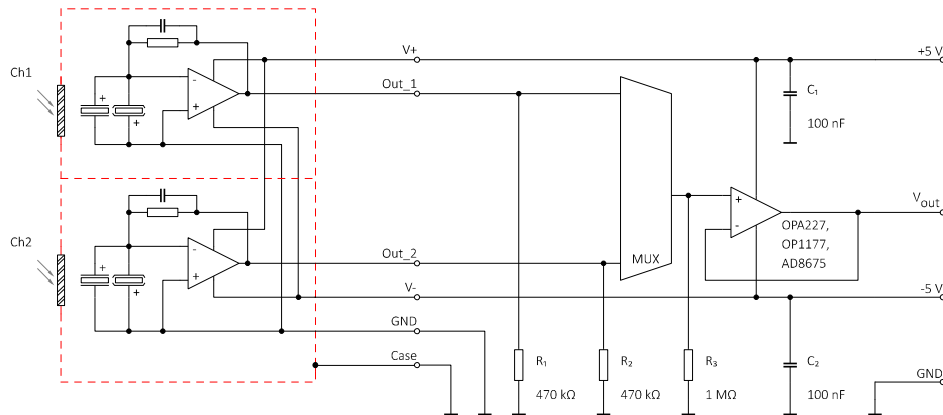 V+
+5 V
Ch1
Out_1
C₁
100 nF
-
+
+
+
Ch2
Out_2
MUX
+
-
OPA227,
OP1177,
AD8675
Vout
-
+
+
+
V-
-5 V
GND
Case
R₁
470 kΩ
R₂
470 kΩ
R₃
1 MΩ
C₂
100 nF
GND